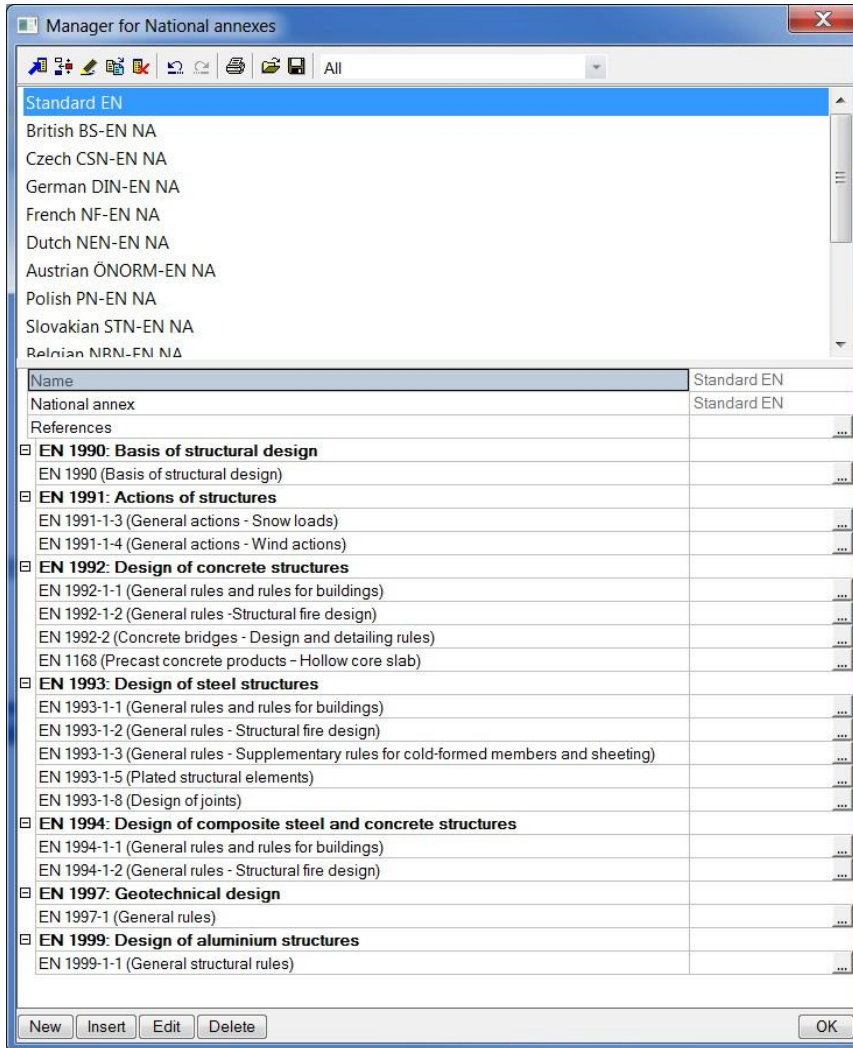 Manager for National annexes
All
Standard EN
British BS-EN NA
Czech CSN-EN NA
German DIN-EN NA
French NF-EN NA
Dutch NEN-EN NA
Austrian ÖNORM-EN NA
Polish PN-EN NA
Slovakian STN-EN NA
Belgian NBN-EN NA
Name Standard EN
National annex Standard EN
References ...
EN 1990: Basis of structural design
EN 1990 (Basis of structural design) ...
EN 1991: Actions of structures
EN 1991-1-3 (General actions - Snow loads) ...
EN 1991-1-4 (General actions - Wind actions) ...
EN 1992: Design of concrete structures
EN 1992-1-1 (General rules and rules for buildings) ...
EN 1992-1-2 (General rules -Structural fire design) ...
EN 1992-2 (Concrete bridges - Design and detailing rules) ...
EN 1168 (Precast concrete products – Hollow core slab) ...
EN 1993: Design of steel structures
EN 1993-1-1 (General rules and rules for buildings) ...
EN 1993-1-2 (General rules - Structural fire design) ...
EN 1993-1-3 (General rules - Supplementary rules for cold-formed members and sheeting) ...
EN 1993-1-5 (Plated structural elements) ...
EN 1993-1-8 (Design of joints) ...
EN 1994: Design of composite steel and concrete structures
EN 1994-1-1 (General rules and rules for buildings) ...
EN 1994-1-2 (General rules - Structural fire design) ...
EN 1997: Geotechnical design
EN 1997-1 (General rules) ...
EN 1999: Design of aluminium structures
EN 1999-1-1 (General structural rules) ...
New Insert Edit Delete OK